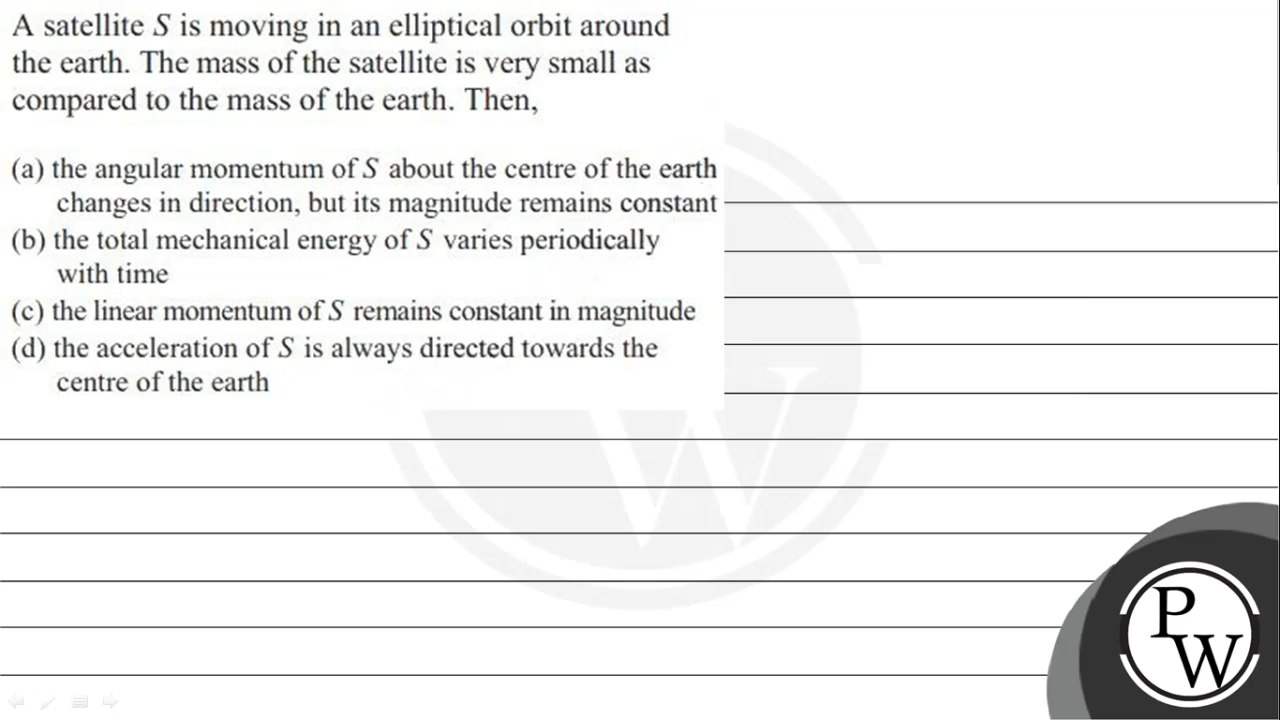 A satellite S is moving in an elliptical orbit around
the earth. The mass of the satellite is very small as
compared to the mass of the earth. Then,
(a) the angular momentum of S about the centre of the earth
changes in direction, but its magnitude remains constant
(b) the total mechanical energy of S varies periodically
with time
(c) the linear momentum of S remains constant in magnitude
(d) the acceleration of S is always directed towards the
centre of the earth
W
P
W